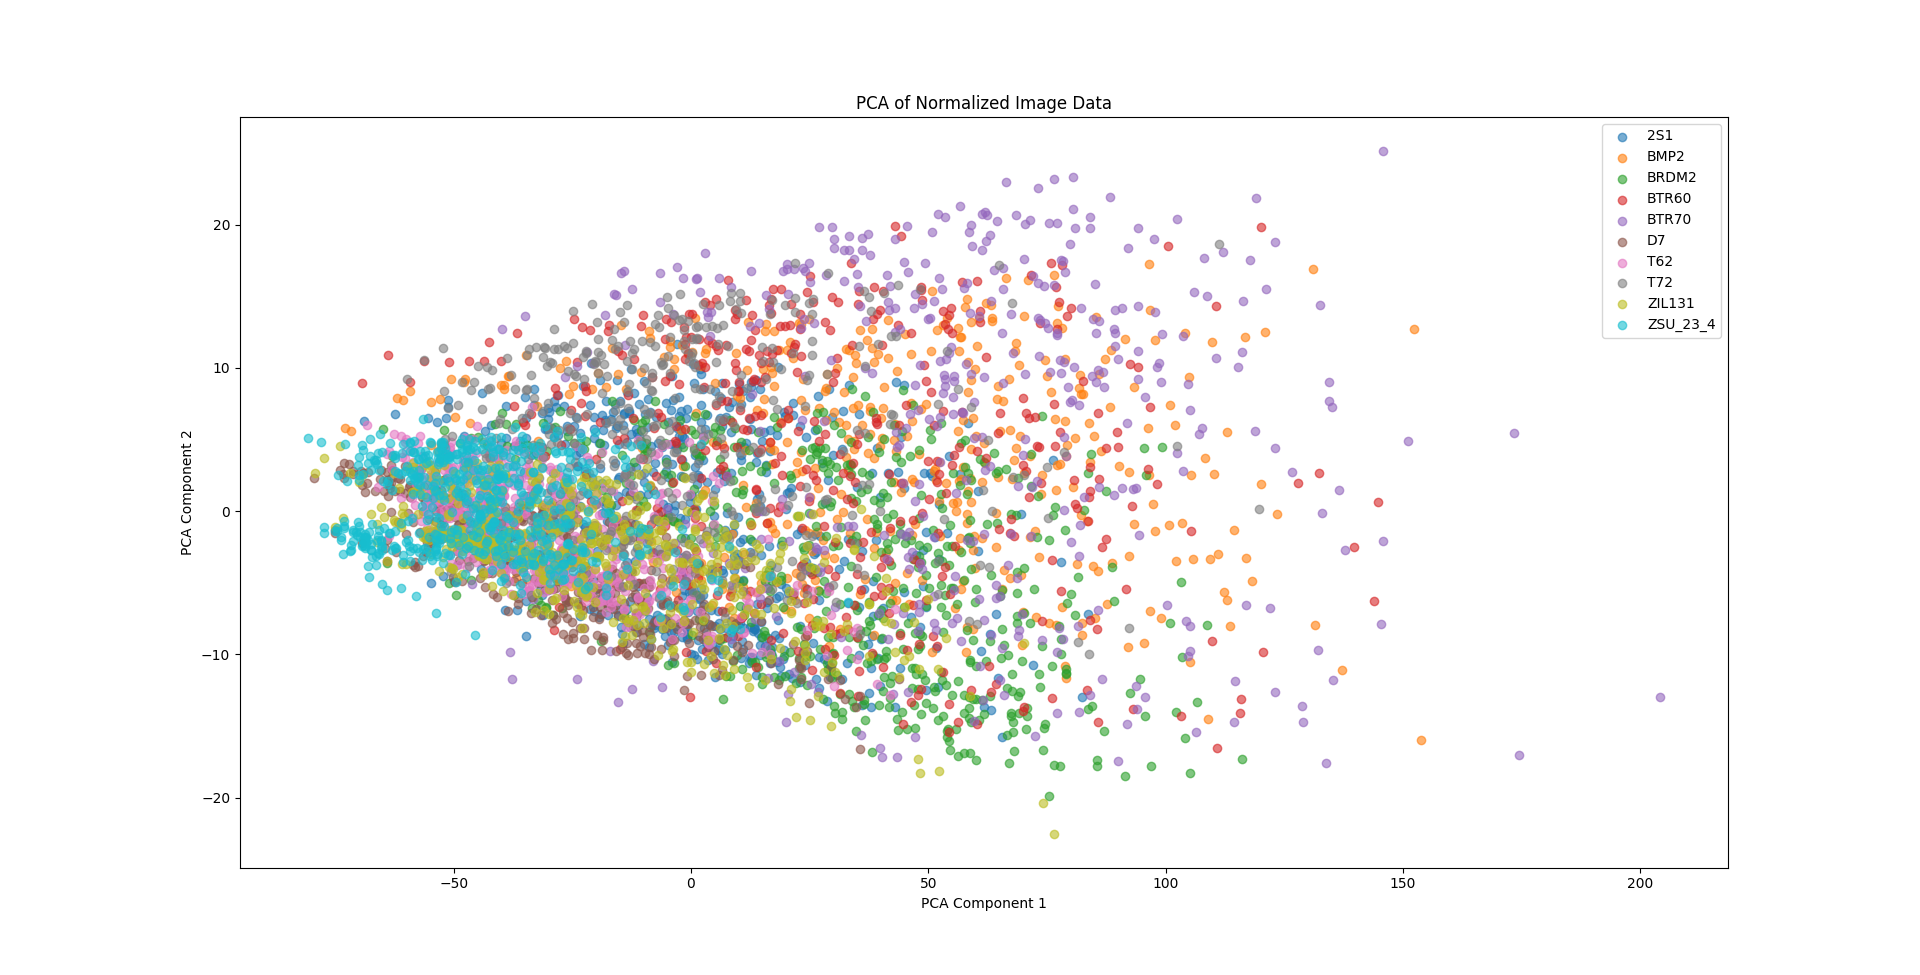 PCA of Normalized Image Data
2S1
BMP2
BRDM2
BTR60
BTR70
D7
T62
T72
ZIL131
ZSU_23_4
PCA Component 2
20
10
0
−10
−20
−50
0
50
100
150
200
PCA Component 1